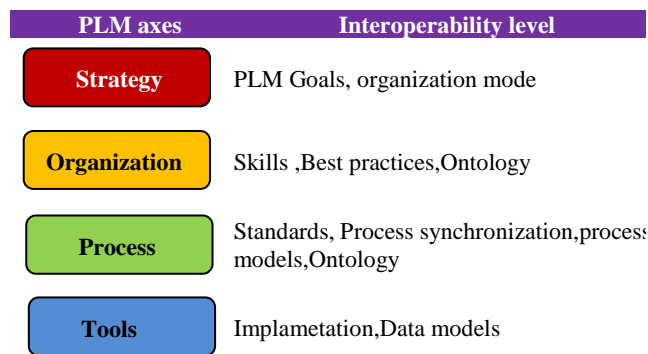 PLM axes Interoperability level
Strategy PLM Goals, organization mode
Organization Skills ,Best practices,Ontology
Process Standards, Process synchronization,process
models,Ontology
Tools Implametation,Data models